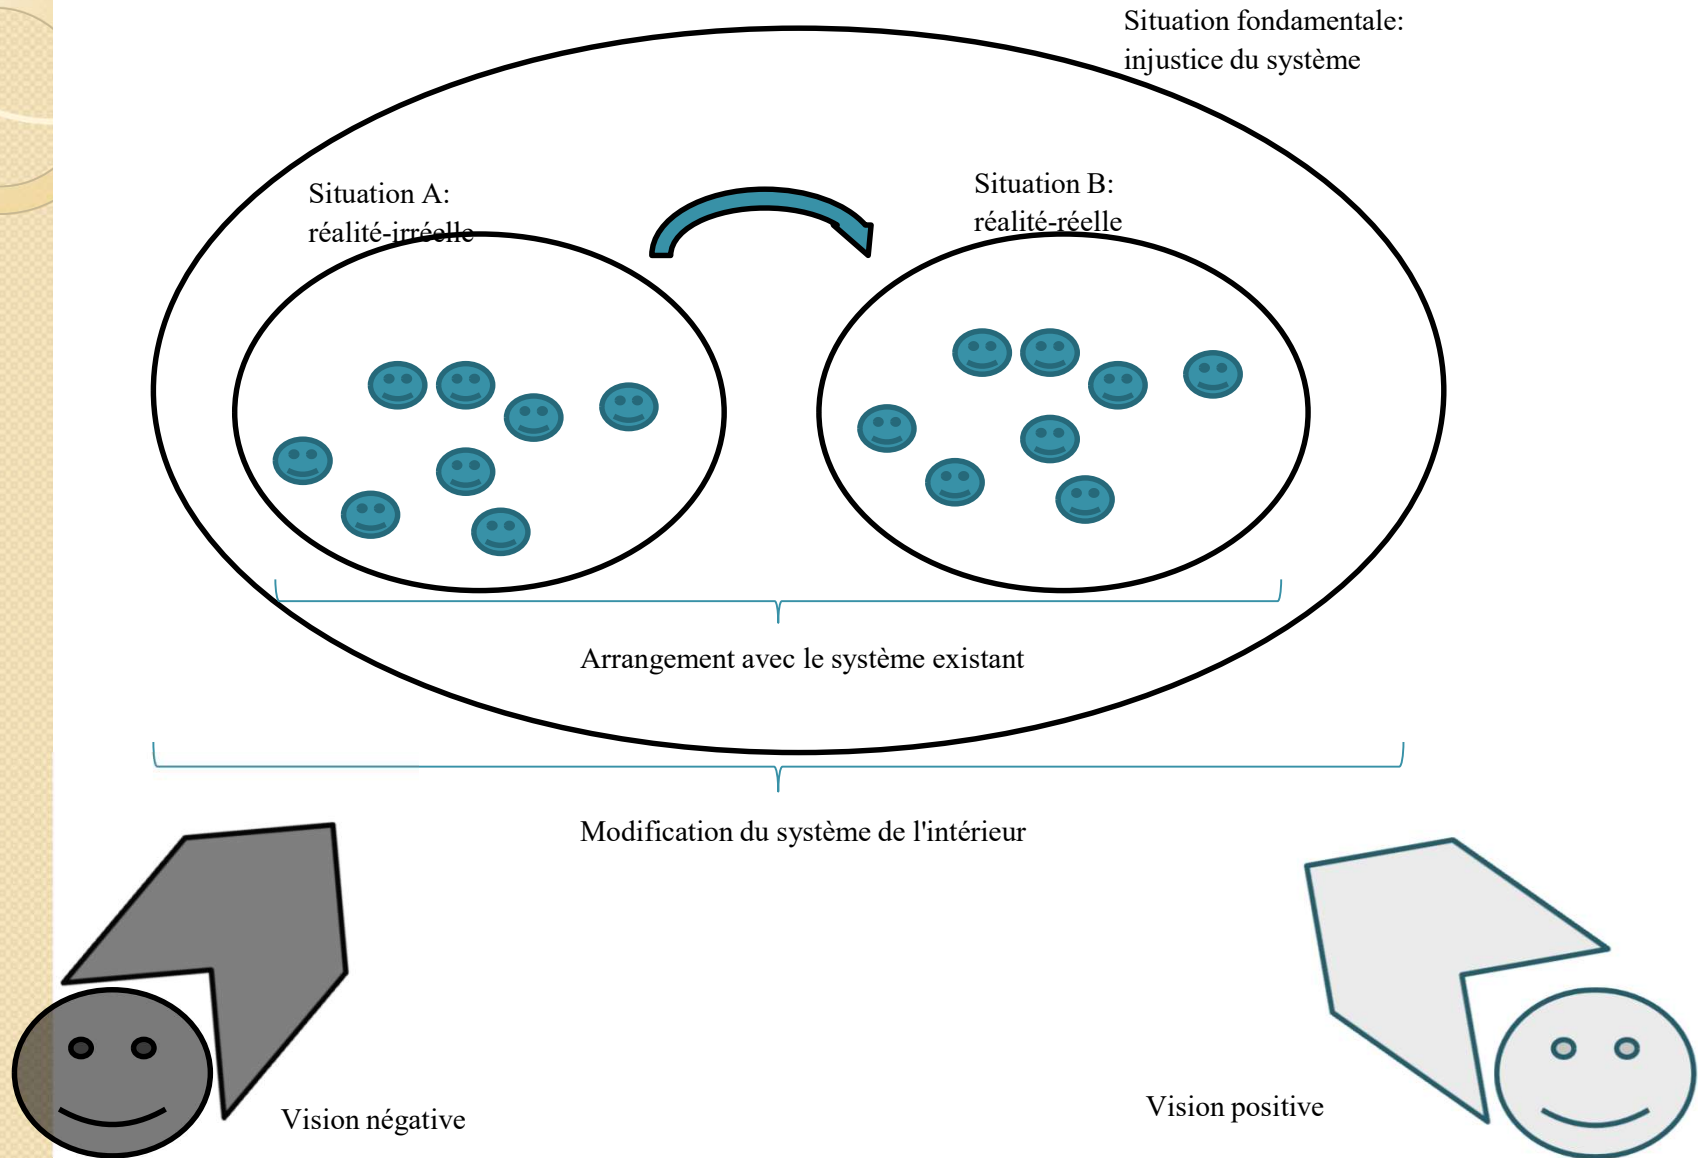 Situation fondamentale:
injustice du système
Situation A:
réalité-irréelle
Situation B:
réalité-réelle
Arrangement avec le système existant
Modification du système de l'intérieur
Vision négative
Vision positive